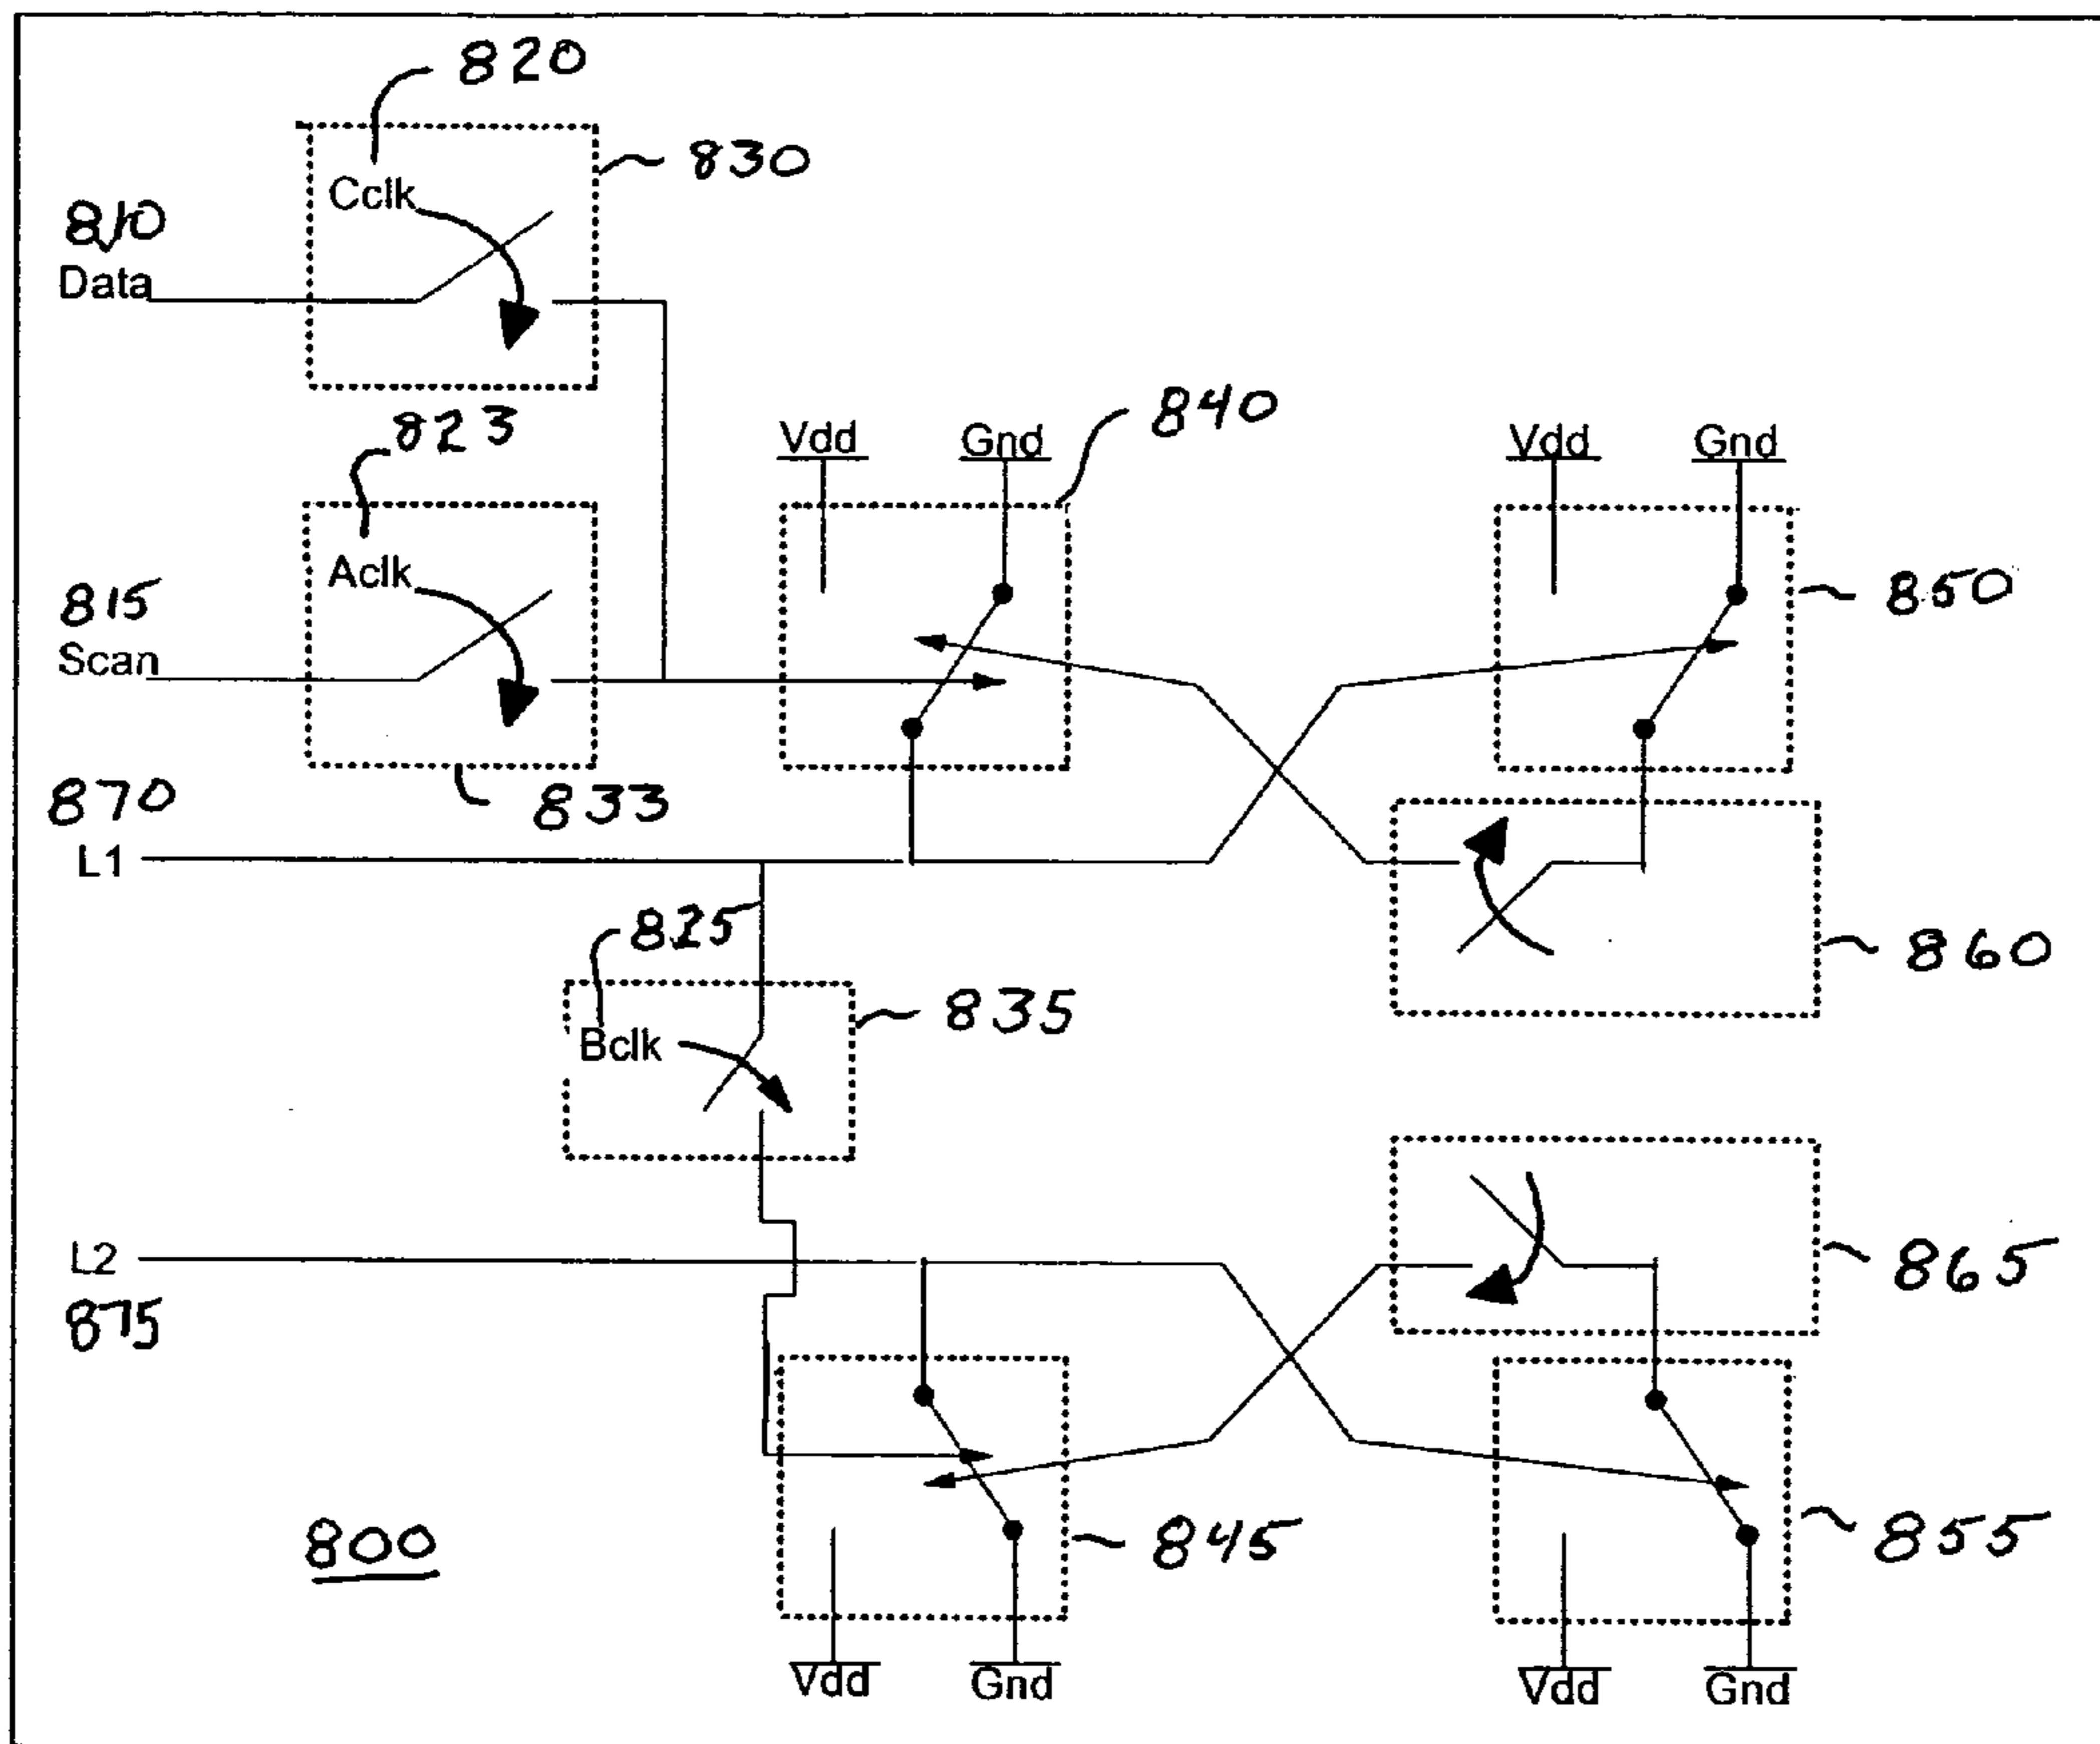 820
Cclk
830
810
Data
823
840
Vdd
Gnd
Vdd
Gnd
Aclk
850
815
Scan
833
870
L1
825
860
Bclk
835
L2
865
875
800
845
855
Vdd
Gnd
Vdd
Gnd